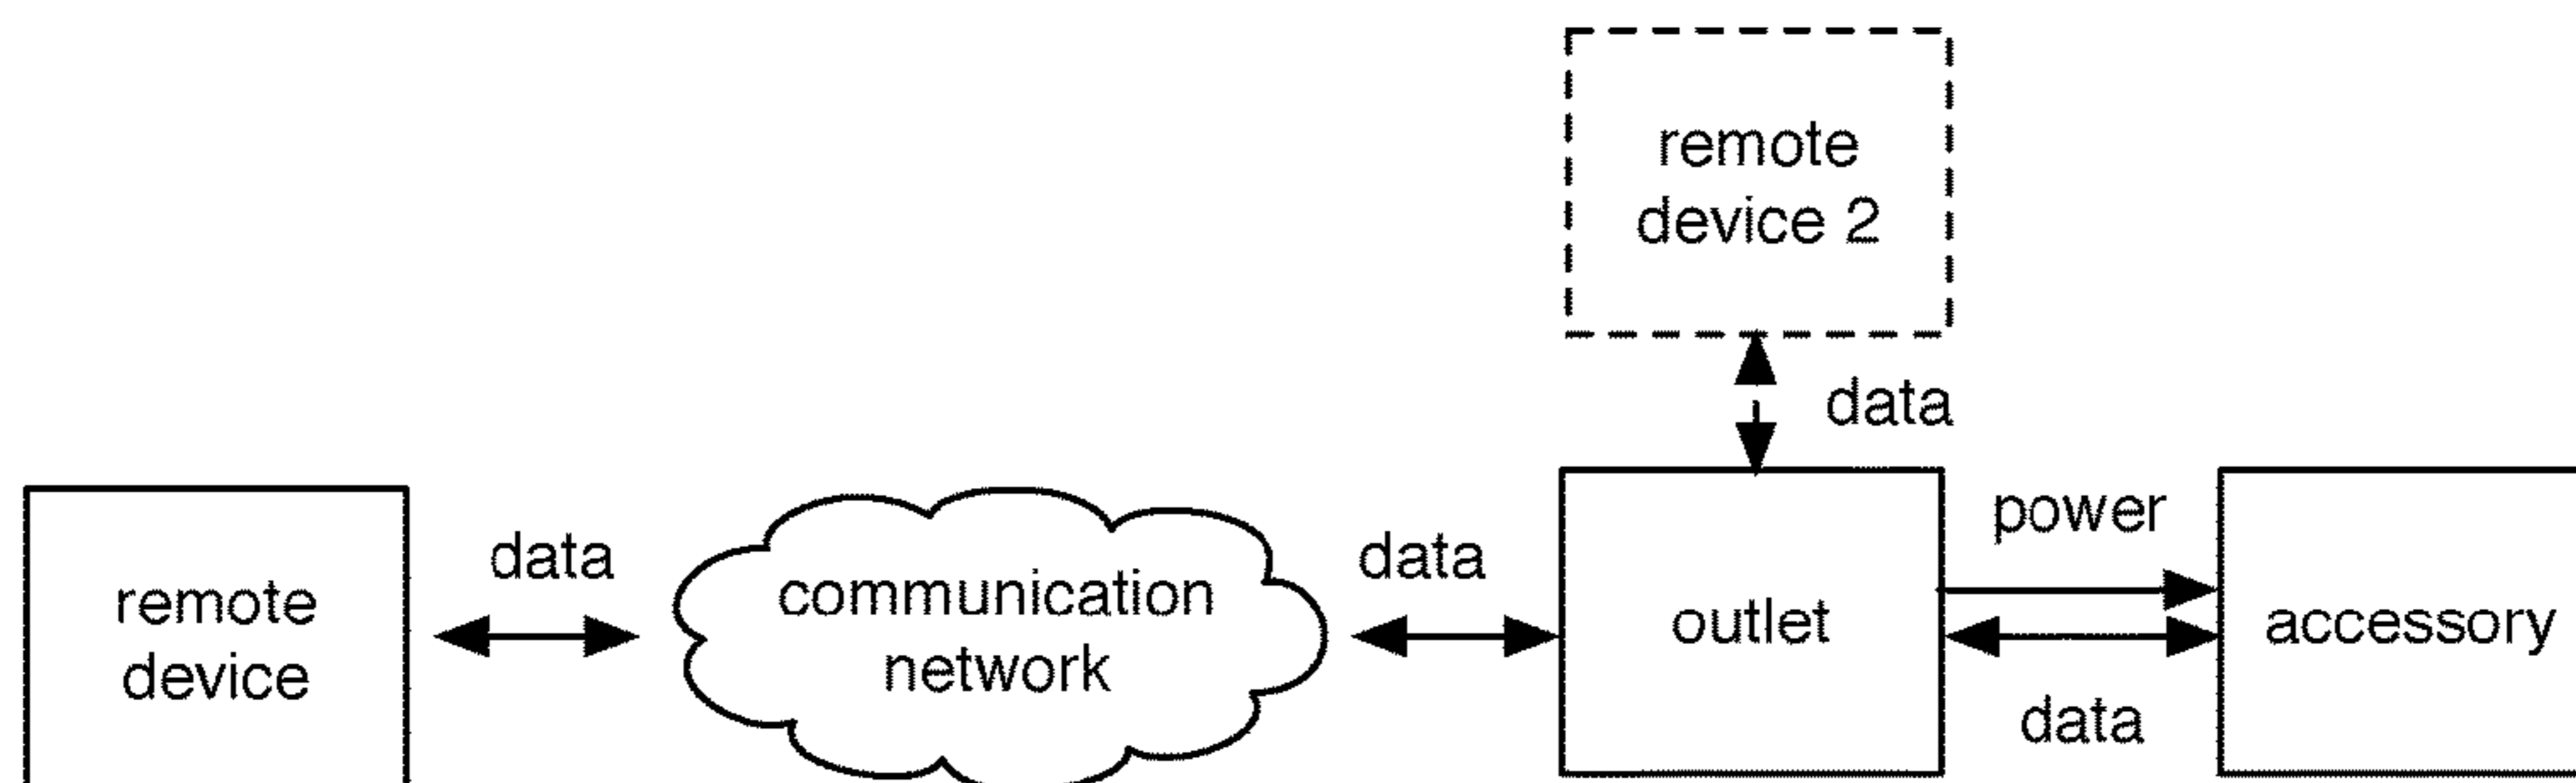 remote
device 2
data
remote
device
data
communication
network
data
outlet
power
data
accessory